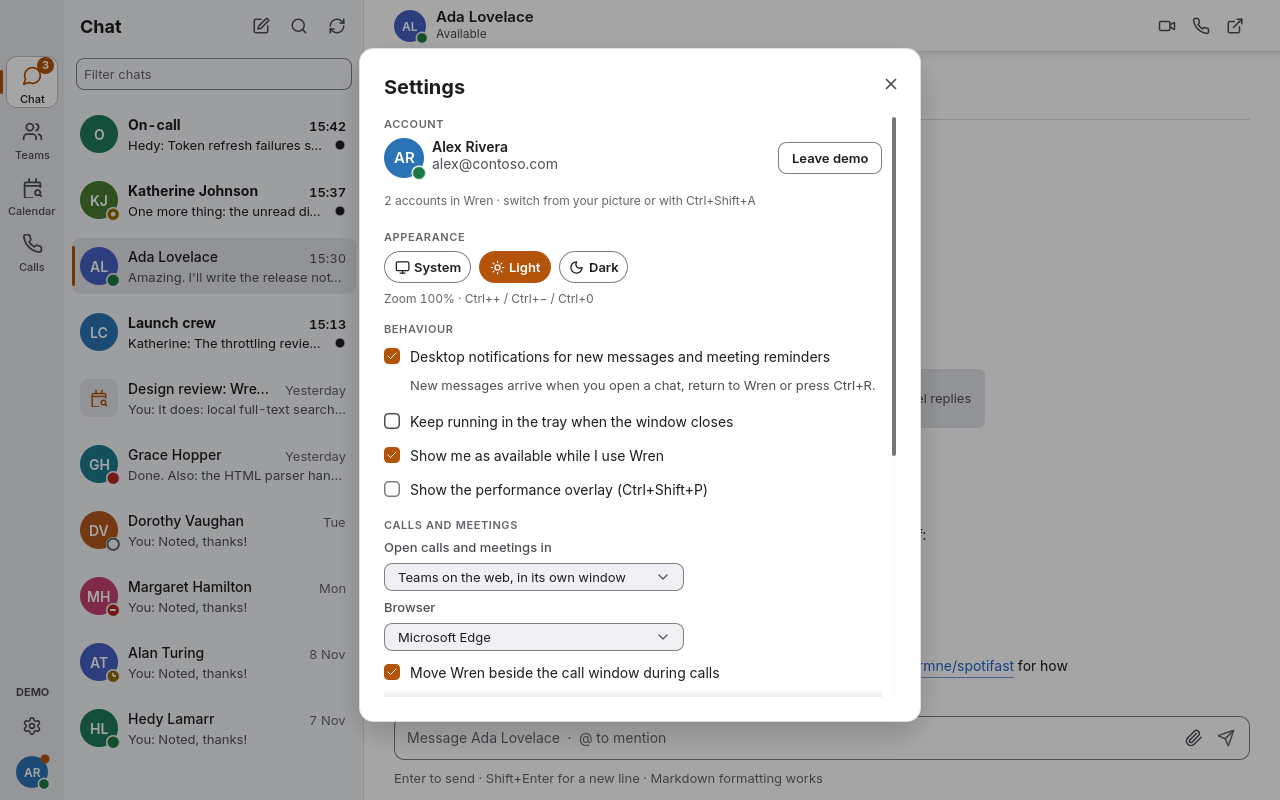 Chat
Ada Lovelace
Available
Filter chats
3
Chat
Teams
Calendar
Calls
DEMO
AR
O
On-call
15:42
Hedy: Token refresh failures s...
KJ
Katherine Johnson
15:37
One more thing: the unread di...
AL
Ada Lovelace
15:30
Amazing. I'll write the release not...
LC
Launch crew
15:13
Katherine: The throttling revie...
Design review: Wre...
Yesterday
You: It does: local full-text search...
GH
Grace Hopper
Yesterday
Done. Also: the HTML parser han...
DV
Dorothy Vaughan
Tue
You: Noted, thanks!
MH
Margaret Hamilton
Mon
You: Noted, thanks!
AT
Alan Turing
8 Nov
You: Noted, thanks!
HL
Hedy Lamarr
7 Nov
You: Noted, thanks!
AL
Settings
ACCOUNT
AR
Alex Rivera
alex@contoso.com
Leave demo
2 accounts in Wren · switch from your picture or with Ctrl+Shift+A
APPEARANCE
System
Light
Dark
Zoom 100% · Ctrl++ / Ctrl+− / Ctrl+0
BEHAVIOUR
Desktop notifications for new messages and meeting reminders
New messages arrive when you open a chat, return to Wren or press Ctrl+R.
Keep running in the tray when the window closes
Show me as available while I use Wren
Show the performance overlay (Ctrl+Shift+P)
CALLS AND MEETINGS
Open calls and meetings in
Teams on the web, in its own window
Browser
Microsoft Edge
Move Wren beside the call window during calls
replies
rmne/spotifast for how
Message Ada Lovelace · @ to mention
Enter to send · Shift+Enter for a new line · Markdown formatting works